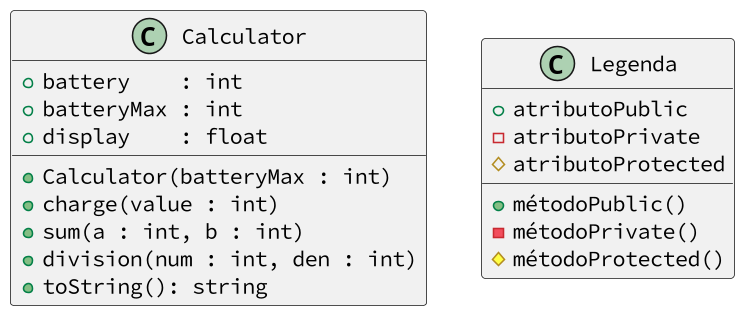 C Calculator
battery : int
batteryMax : int
display : float
Calculator(batteryMax : int)
charge(value : int)
sum(a : int, b : int)
division(num : int, den : int)
toString(): string
C Legenda
atributoPublic
atributoPrivate
atributoProtected
métodoPublic()
métodoPrivate()
métodoProtected()